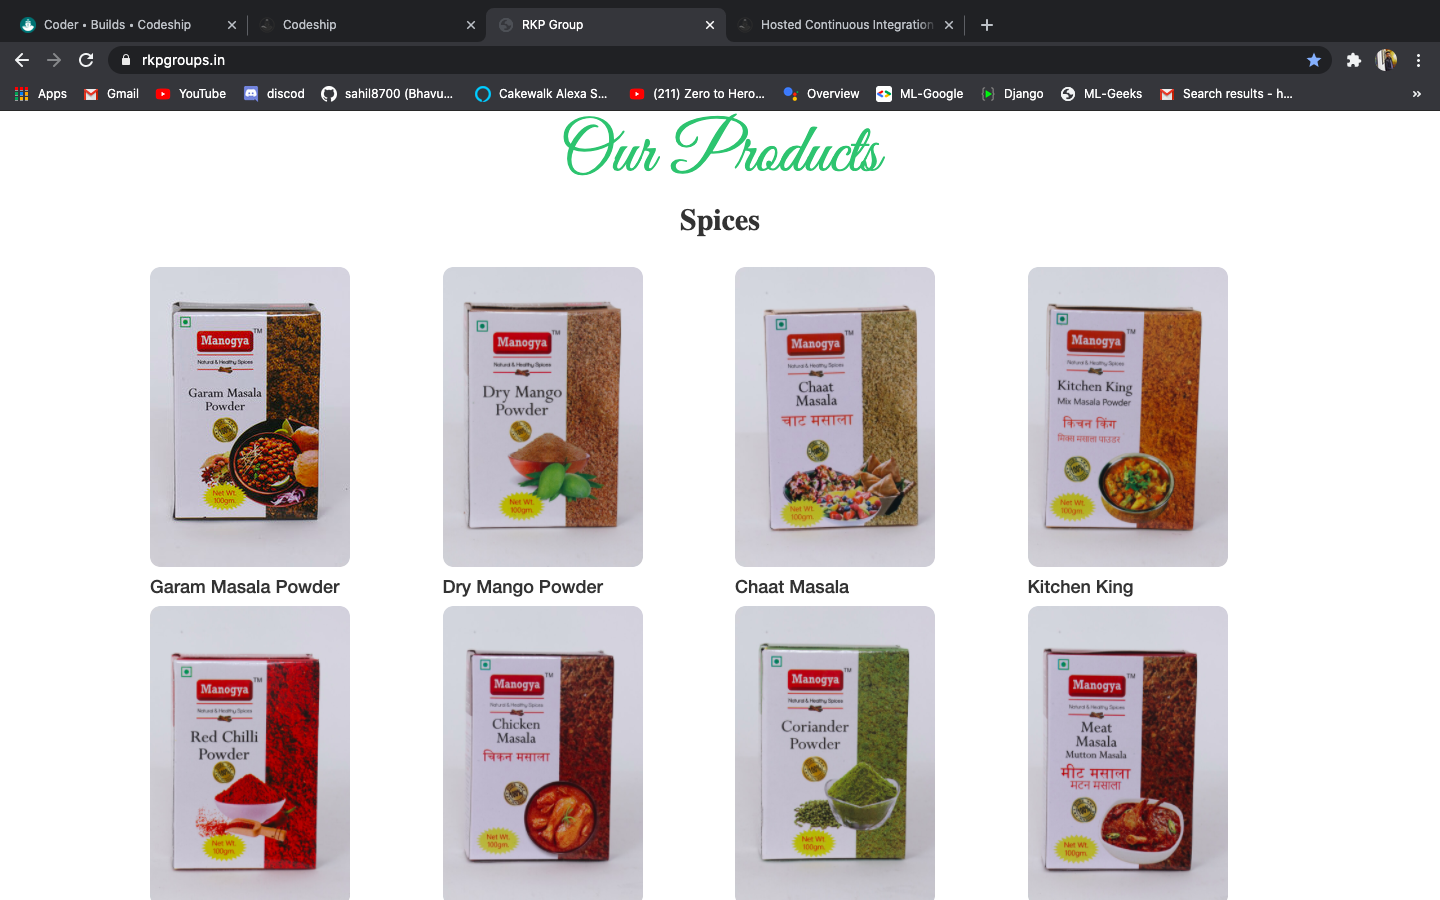 Coder • Builds • Codeship
Codeship
RKP Group
Hosted Continuous Integration
rkpgroups.in
Apps
Gmail
YouTube
discod
sahil8700 (Bhavu...
Cakewalk Alexa S...
(211) Zero to Hero...
Overview
ML-Google
Django
ML-Geeks
Search results - h...
»
Our Products
Spices
Manogya TM
Natural & Healthy Spices
Garam Masala
Powder
Net Wt.
100gm.
Manogya TM
Natural & Healthy Spices
Dry Mango
Powder
Net Wt.
100gm.
Manogya TM
Natural & Healthy Spices
Chaat
Masala
चाट मसाला
Net Wt.
100gm.
Manogya TM
Natural & Healthy Spices
Kitchen King
Mix Masala Powder
किचन किंग
मिक्स मसाला पाउडर
Net Wt.
100gm.
Garam Masala Powder
Dry Mango Powder
Chaat Masala
Kitchen King
Manogya TM
Natural & Healthy Spices
Red Chilli
Powder
Net Wt.
100gm.
Manogya TM
Natural & Healthy Spices
Chicken
Masala
चिकन मसाला
Net Wt.
100gm.
Manogya TM
Natural & Healthy Spices
Coriander
Powder
Net Wt.
100gm.
Manogya TM
Natural & Healthy Spices
Meat
Masala
Mutton Masala
मीट मसाला
मटन मसाला
Net Wt.
100gm.